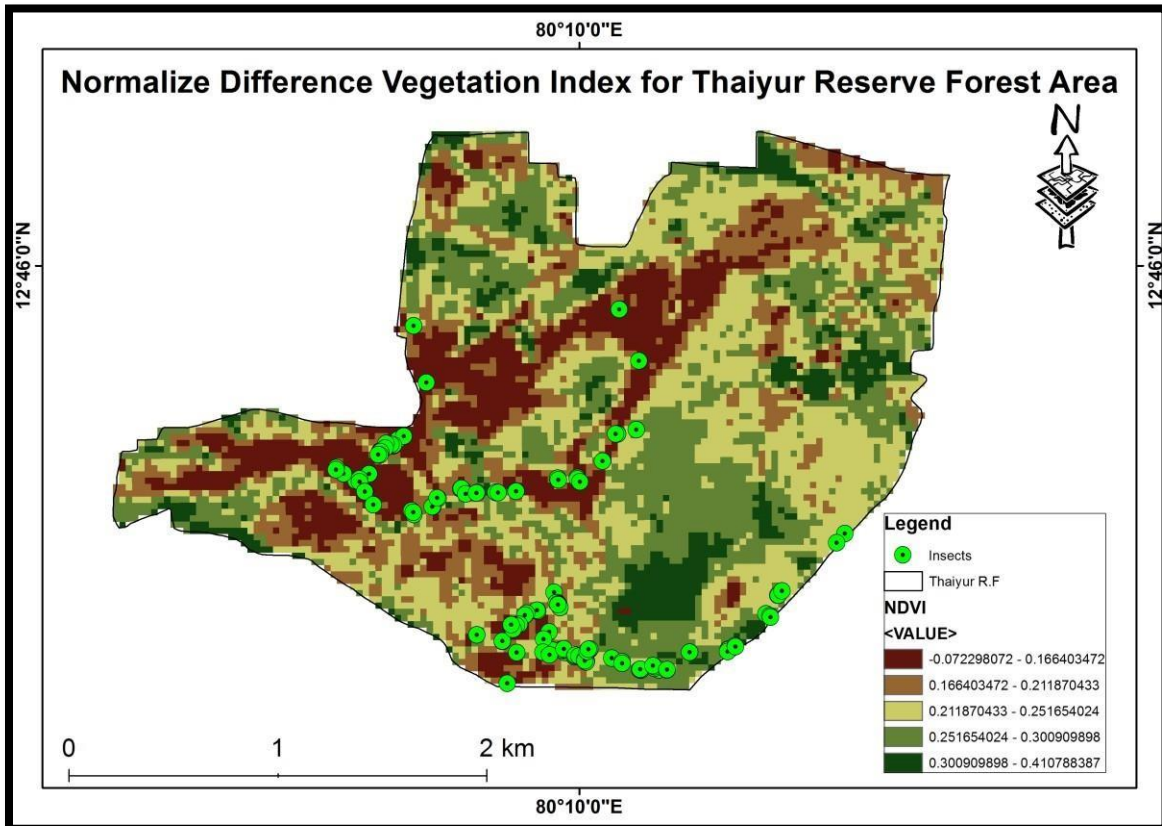 80°10'0"E
Normalize Difference Vegetation Index for Thaiyur Reserve Forest Area
N
12°46'0"N
12°46'0"N
Legend
Insects
Thaiyur R.F
NDVI
<VALUE>
-0.072298072 - 0.166403472
0.166403472 - 0.211870433
0.211870433 - 0.251654024
0.251654024 - 0.300909898
0.300909898 - 0.410788387
0 1 2 km
80°10'0"E